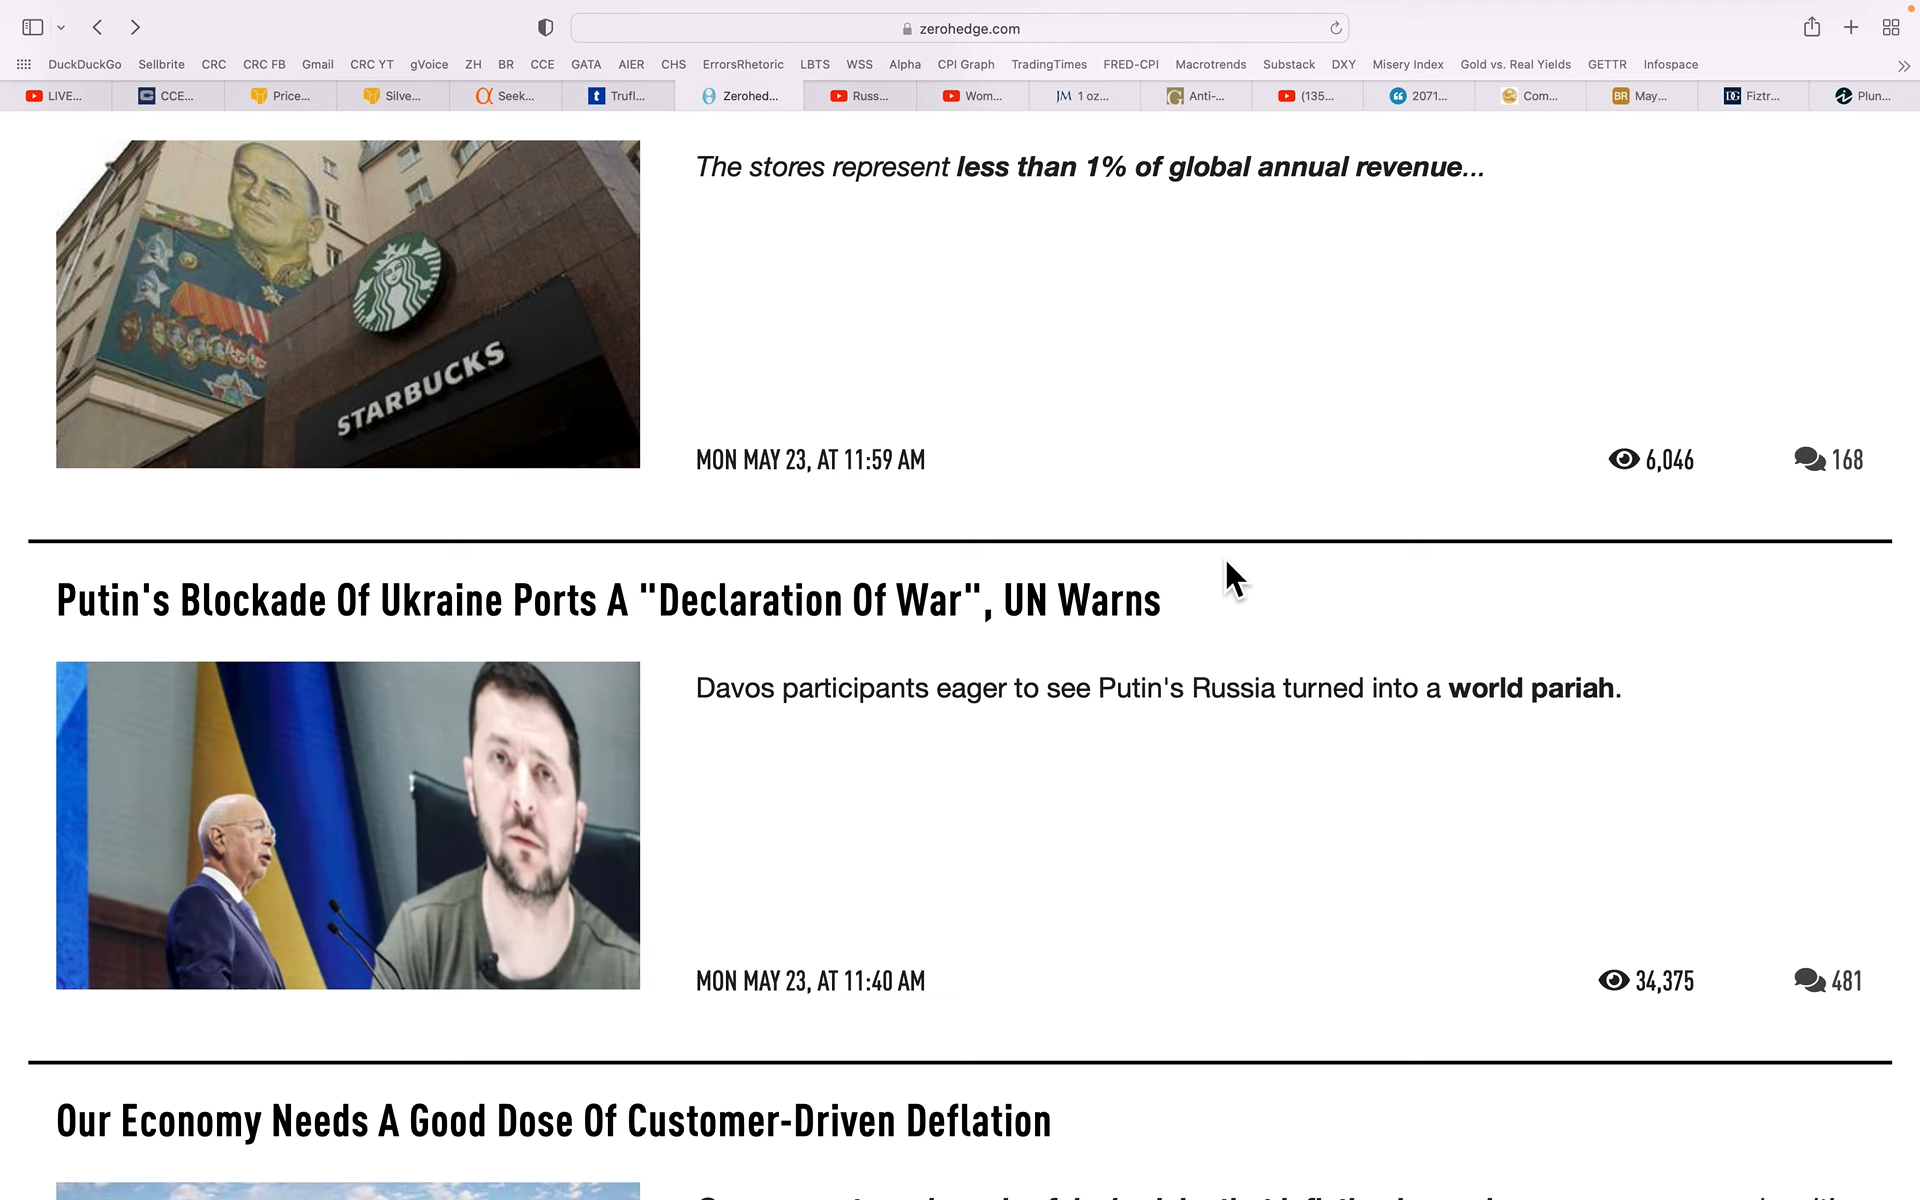 zerohedge.com
DuckDuckGo Sellbrite CRC CRC FB Gmail CRC YT gVoice ZH BR CCE GATA AIER CHS ErrorsRhetoric LBTS WSS Alpha CPI Graph TradingTimes FRED-CPI Macrotrends Substack DXY Misery Index Gold vs. Real Yields GETTR Infospace
LIVE... CCE... Price... Silve... Seek... Trufl... Zerohed... Russ... Wom... JM 1 oz... Anti-... (135... 2071... Com... BR May... DG Fiztr... Plun...
The stores represent less than 1% of global annual revenue...
STARBUCKS
MON MAY 23, AT 11:59 AM 6,046 168
Putin's Blockade Of Ukraine Ports A "Declaration Of War", UN Warns
Davos participants eager to see Putin's Russia turned into a world pariah.
MON MAY 23, AT 11:40 AM 34,375 481
Our Economy Needs A Good Dose Of Customer-Driven Deflation